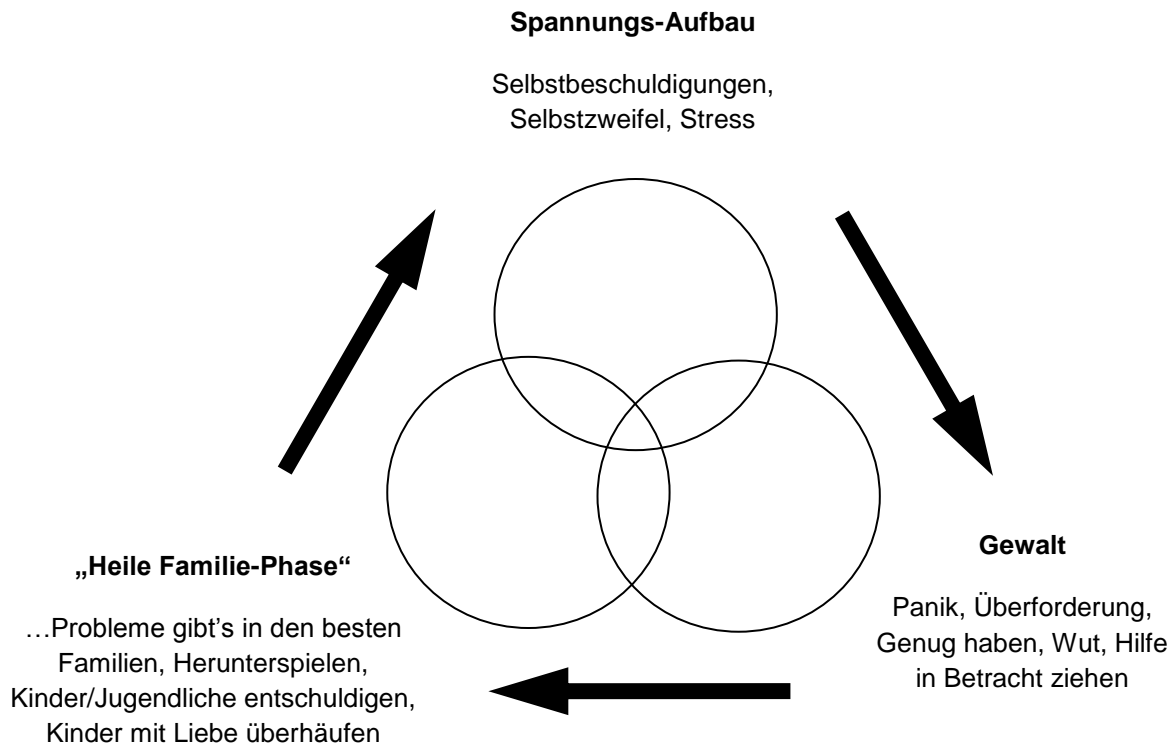 Spannungs-Aufbau
Selbstbeschuldigungen,
Selbstzweifel, Stress
„Heile Familie-Phase“
…Probleme gibt’s in den besten
Familien, Herunterspielen,
Kinder/Jugendliche entschuldigen,
Kinder mit Liebe überhäufen
Gewalt
Panik, Überforderung,
Genug haben, Wut, Hilfe
in Betracht ziehen